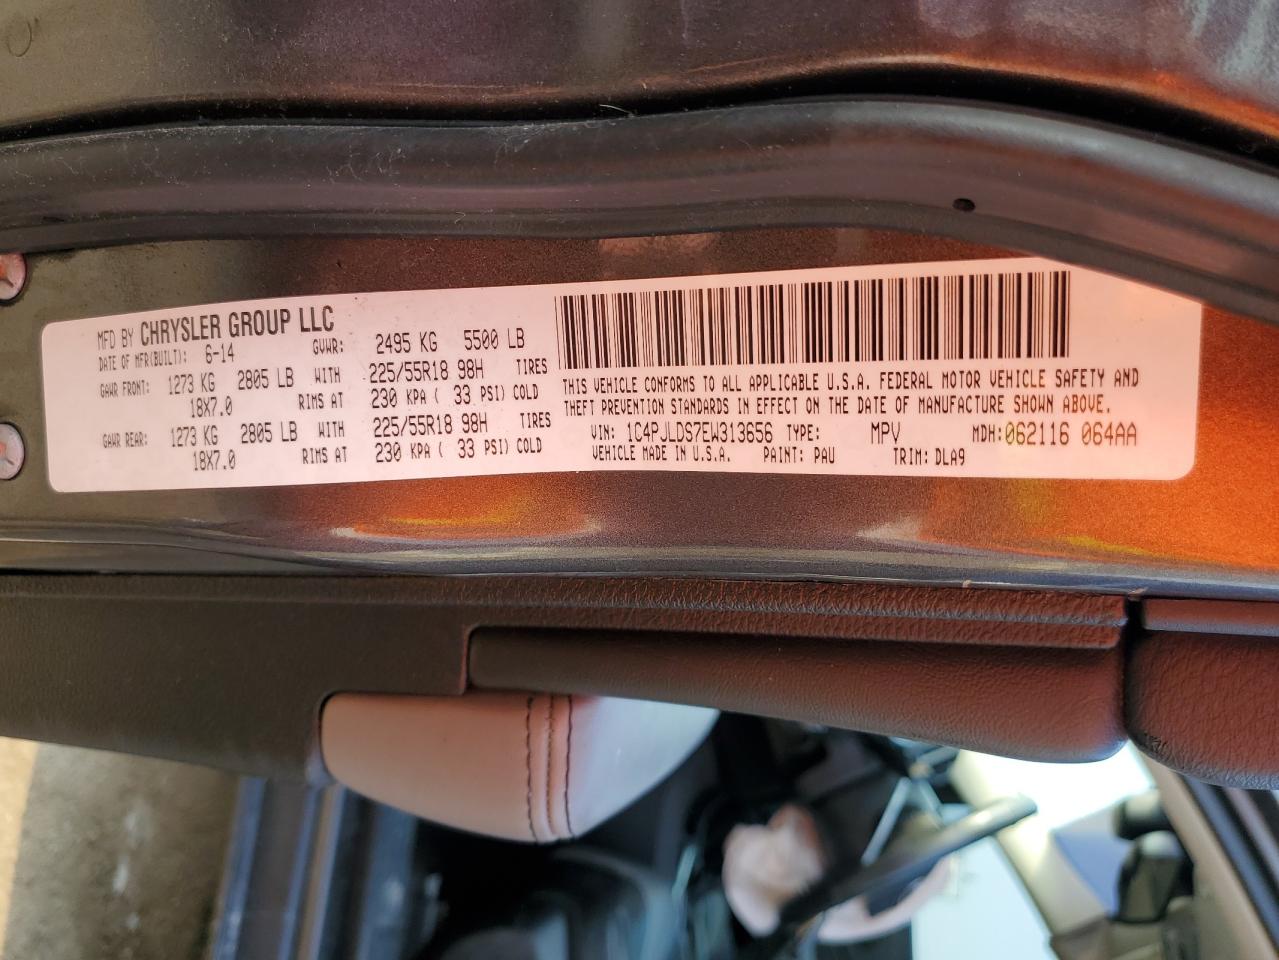 MFD BY CHRYSLER GROUP LLC
DATE OF MFR(BUILT): 6-14 GVWR: 2495 KG 5500 LB
GAWR FRONT: 1273 KG 2805 LB WITH 225/55R18 98H TIRES
18X7.0 RIMS AT 230 KPA ( 33 PSI) COLD
GAWR REAR: 1273 KG 2805 LB WITH 225/55R18 98H TIRES
18X7.0 RIMS AT 230 KPA ( 33 PSI) COLD
THIS VEHICLE CONFORMS TO ALL APPLICABLE U.S.A. FEDERAL MOTOR VEHICLE SAFETY AND
THEFT PREVENTION STANDARDS IN EFFECT ON THE DATE OF MANUFACTURE SHOWN ABOVE.
VIN: 1C4PJLDS7EW313656 TYPE: MPV MDH: 062116 064AA
VEHICLE MADE IN U.S.A. PAINT: PAU TRIM: DLA9